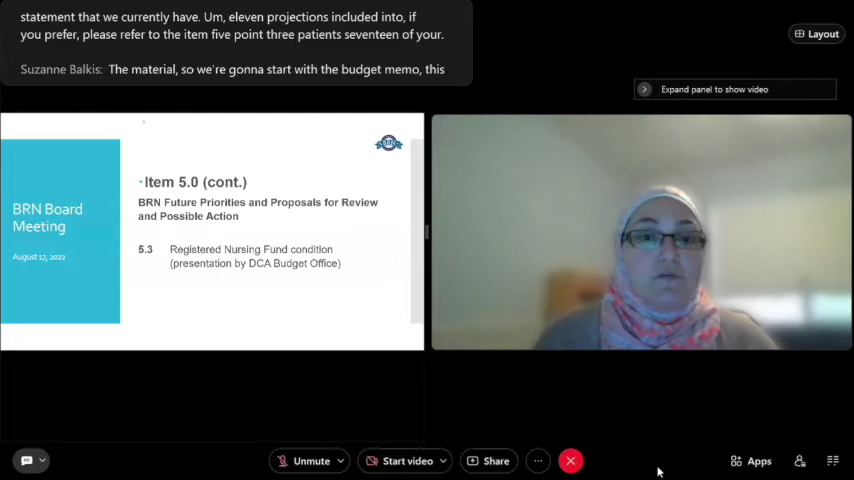 statement that we currently have. Um, eleven projections included into, if
you prefer, please refer to the item five point three patients seventeen of your.
Suzanne Balkis: The material, so we're gonna start with the budget memo, this
Layout
Expand panel to show video
BRN
BRN Board
Meeting
August 17, 2022
·Item 5.0 (cont.)
BRN Future Priorities and Proposals for Review
and Possible Action
5.3 Registered Nursing Fund condition
(presentation by DCA Budget Office)
Unmute
Start video
Share
Apps